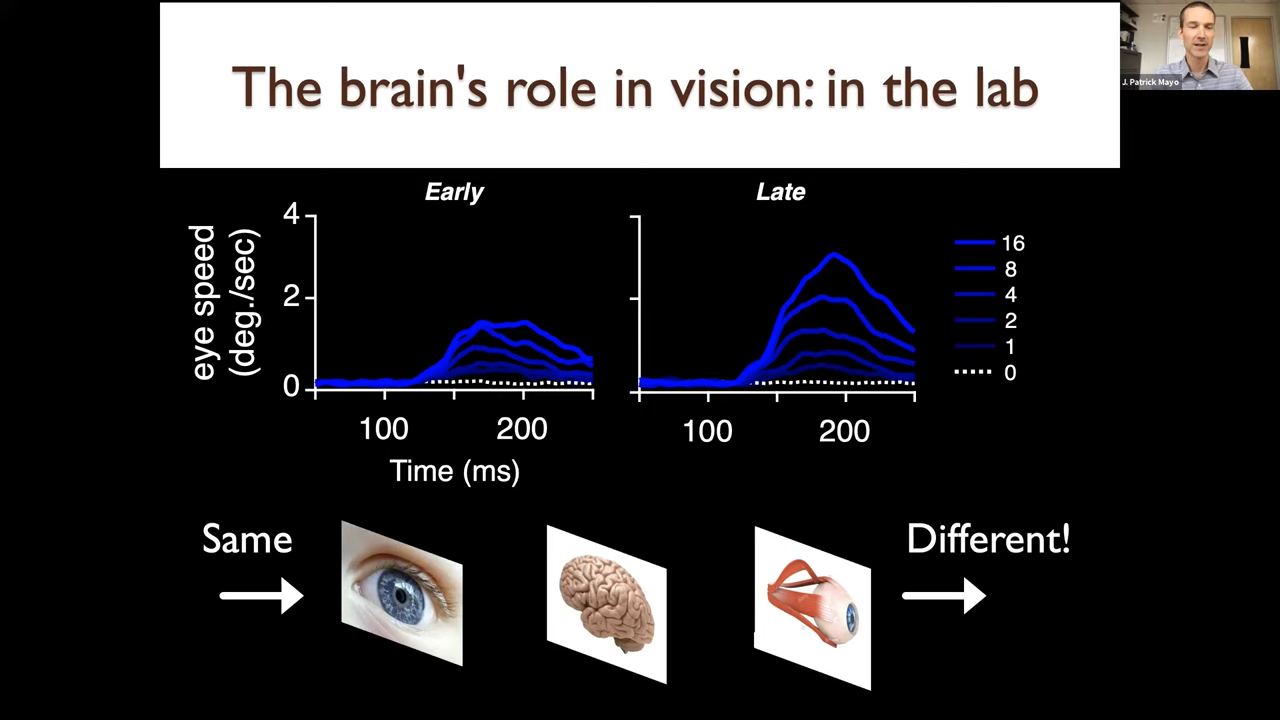 The brain's role in vision: in the lab
J. Patrick Mayo
Early
Late
eye speed
(deg./sec)
4
2
0
100
200
100
200
Time (ms)
16
8
4
2
1
0
Same
Different!